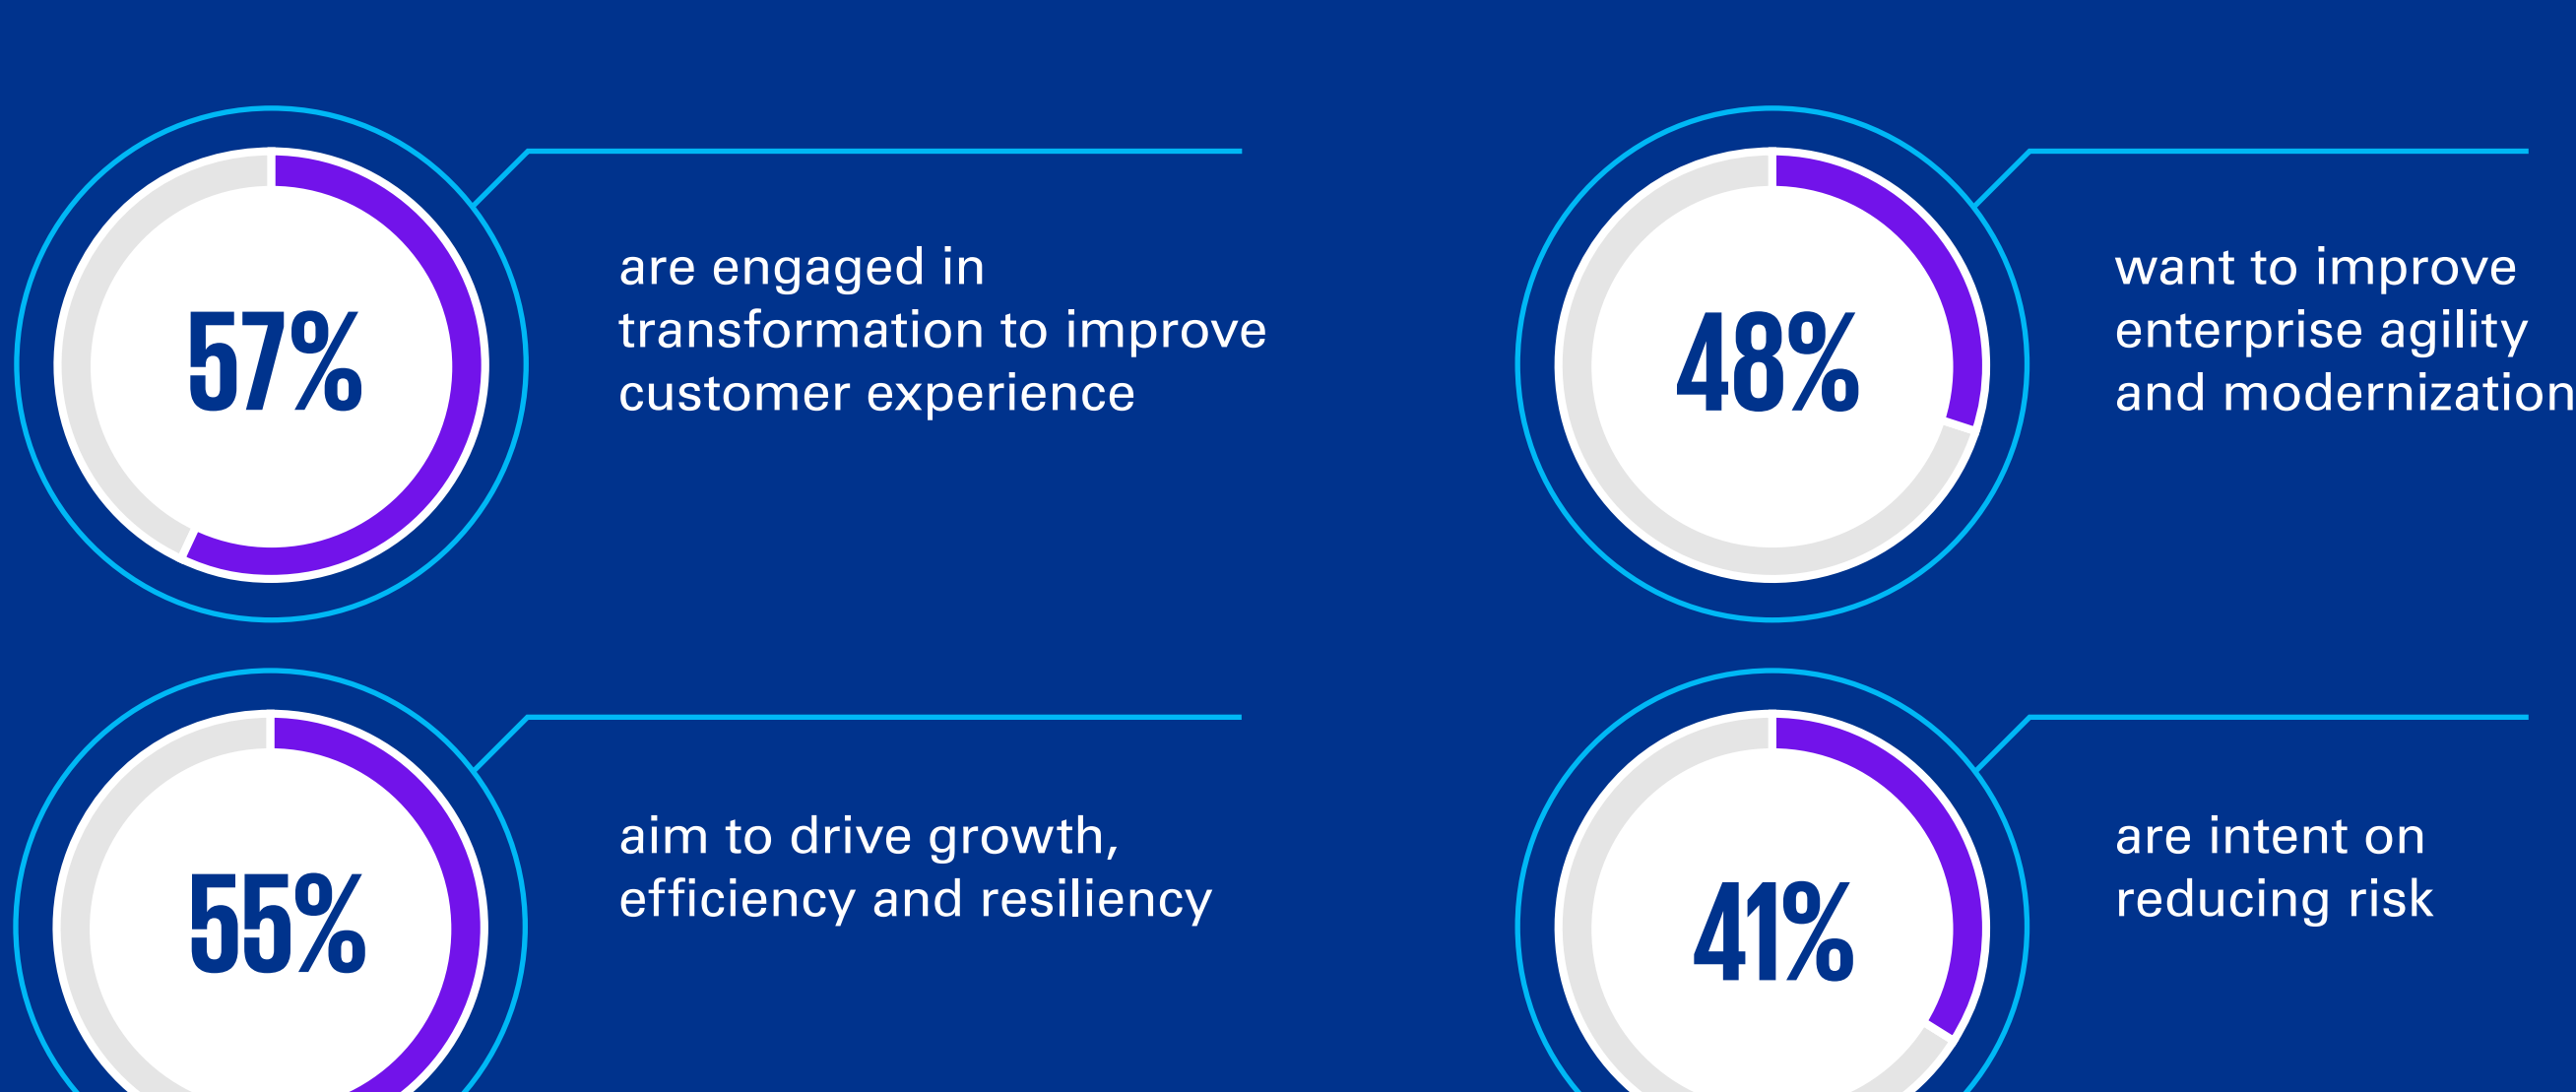 57%
are engaged in
transformation to improve
customer experience
48%
want to improve
enterprise agility
and modernization
55%
aim to drive growth,
efficiency and resiliency
41%
are intent on
reducing risk